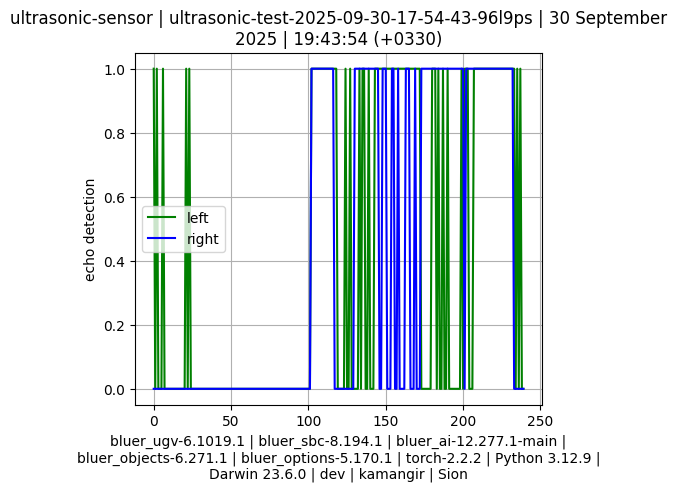 ultrasonic-sensor | ultrasonic-test-2025-09-30-17-54-43-96l9ps | 30 September
2025 | 19:43:54 (+0330)
1.0
0.8
0.6
0.4
0.2
0.0
echo detection
left
right
0
50
100
150
200
250
bluer_ugv-6.1019.1 | bluer_sbc-8.194.1 | bluer_ai-12.277.1-main |
bluer_objects-6.271.1 | bluer_options-5.170.1 | torch-2.2.2 | Python 3.12.9 |
Darwin 23.6.0 | dev | kamangir | Sion